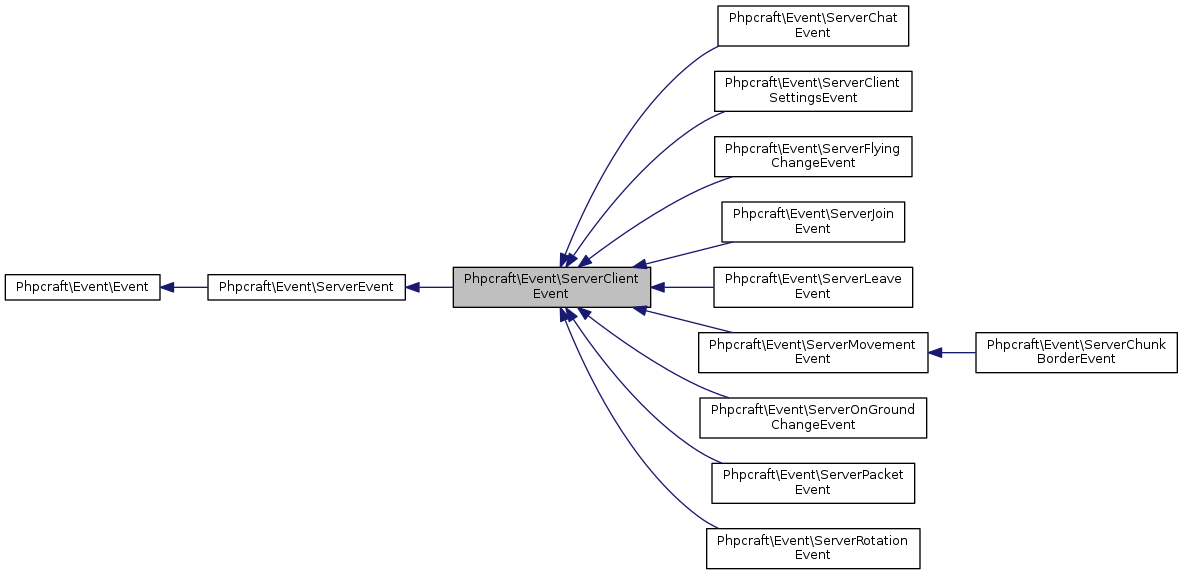 Phpcraft\Event\ServerChat
Event
Phpcraft\Event\ServerClient
SettingsEvent
Phpcraft\Event\ServerFlying
ChangeEvent
Phpcraft\Event\ServerJoin
Event
Phpcraft\Event\Event
Phpcraft\Event\ServerEvent
Phpcraft\Event\ServerClient
Event
Phpcraft\Event\ServerLeave
Event
Phpcraft\Event\ServerMovement
Event
Phpcraft\Event\ServerChunk
BorderEvent
Phpcraft\Event\ServerOnGround
ChangeEvent
Phpcraft\Event\ServerPacket
Event
Phpcraft\Event\ServerRotation
Event